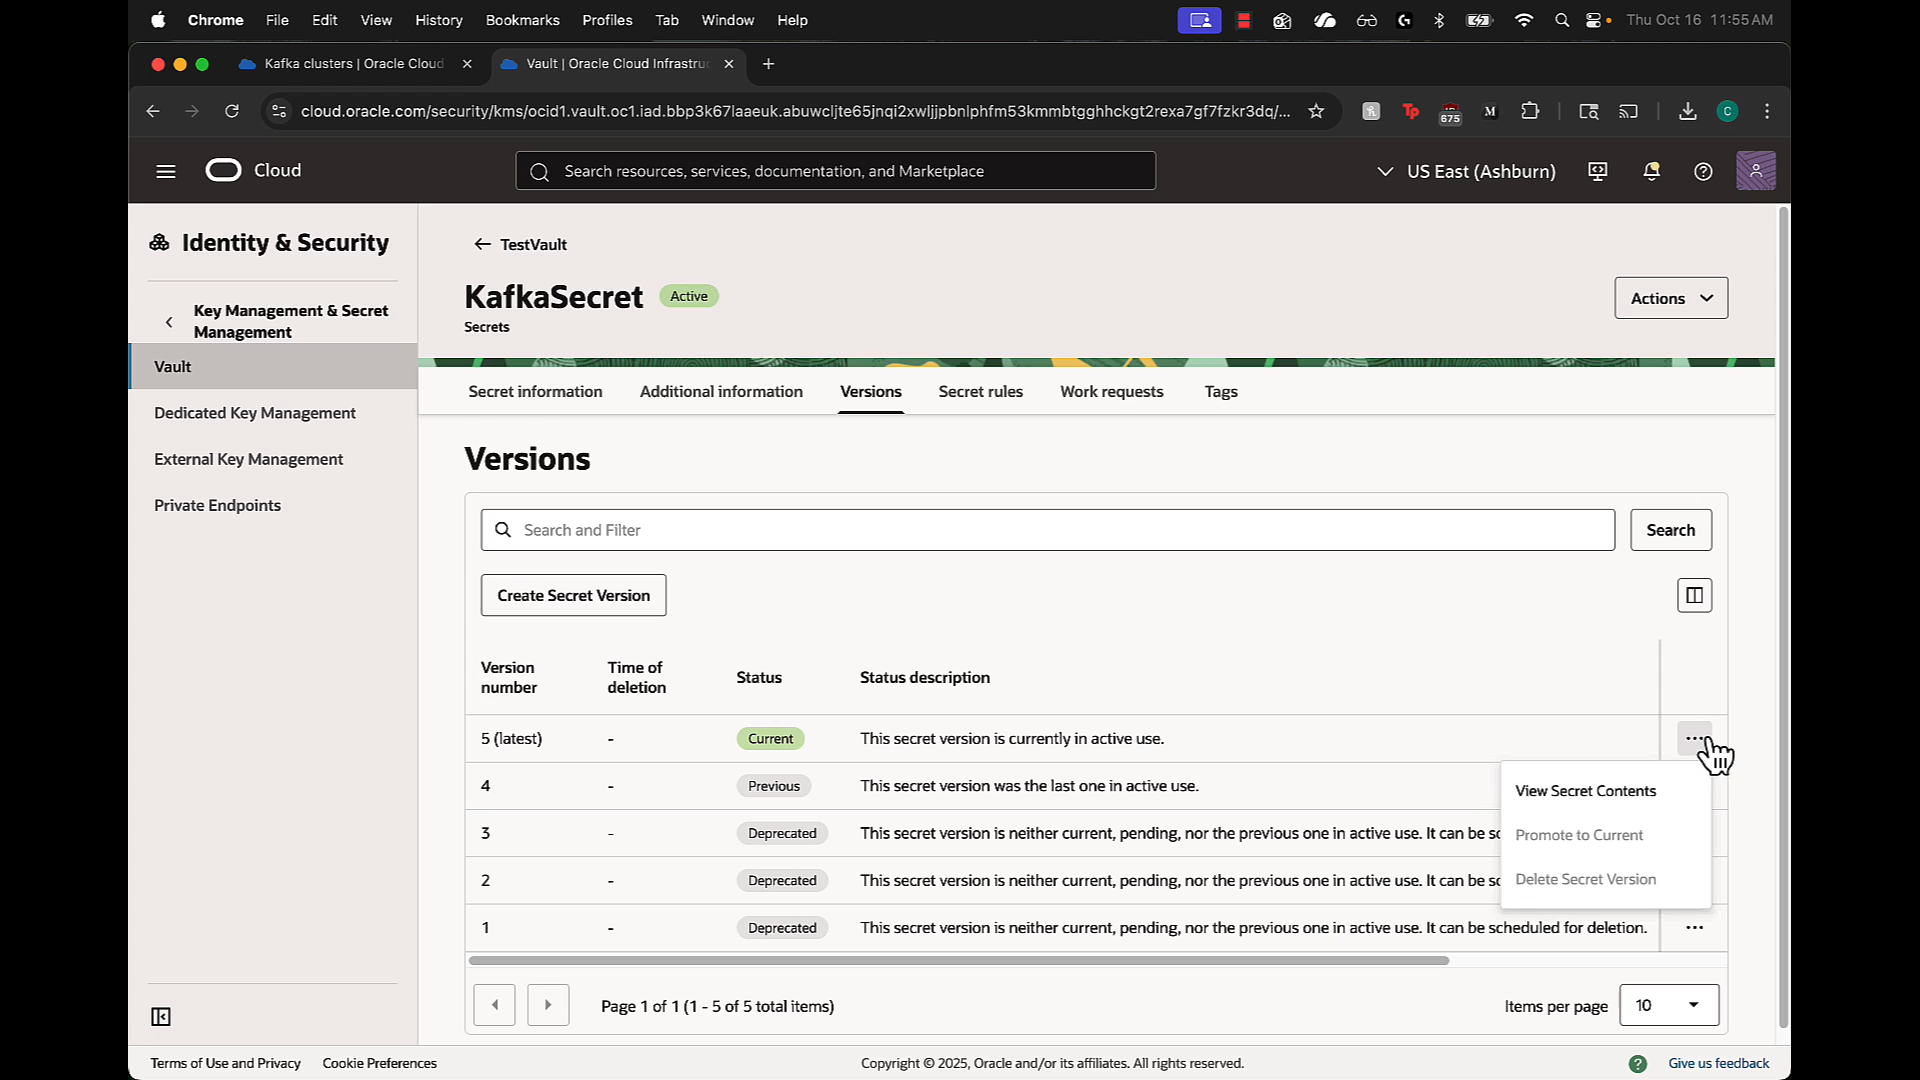 Chrome File Edit View History Bookmarks Profiles Tab Window Help Thu Oct 16 11:55 AM
Kafka clusters | Oracle Cloud Vault | Oracle Cloud Infrastru
cloud.oracle.com/security/kms/ocid1.vault.oc1.iad.bbp3k67laaeuk.abuwcljte65jnqi2xwljjpbnlphfm53kmmbtgghhckgt2rexa7gf7fzkr3dq/... Tp 675 M C
Cloud Search resources, services, documentation, and Marketplace US East (Ashburn)
Identity & Security
Key Management & Secret
Management
Vault
Dedicated Key Management
External Key Management
Private Endpoints
TestVault
KafkaSecret Active
Secrets
Actions
Secret information Additional information Versions Secret rules Work requests Tags
Versions
Search and Filter Search
Create Secret Version
Version number Time of deletion Status Status description
5 (latest) - Current This secret version is currently in active use.
4 - Previous This secret version was the last one in active use.
3 - Deprecated This secret version is neither current, pending, nor the previous one in active use. It can be sc
2 - Deprecated This secret version is neither current, pending, nor the previous one in active use. It can be sc
1 - Deprecated This secret version is neither current, pending, nor the previous one in active use. It can be scheduled for deletion.
View Secret Contents
Promote to Current
Delete Secret Version
Page 1 of 1 (1 - 5 of 5 total items) Items per page 10
Terms of Use and Privacy Cookie Preferences Copyright © 2025, Oracle and/or its affiliates. All rights reserved. Give us feedback